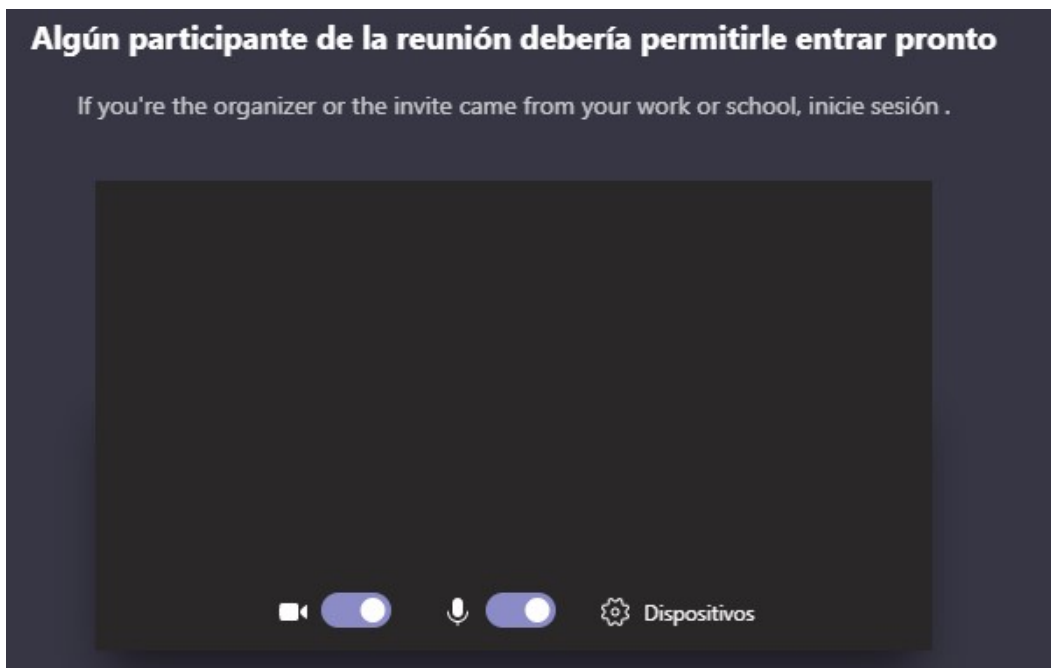 Algún participante de la reunión debería permitirle entrar pronto
If you're the organizer or the invite came from your work or school, inicie sesión .
Dispositivos